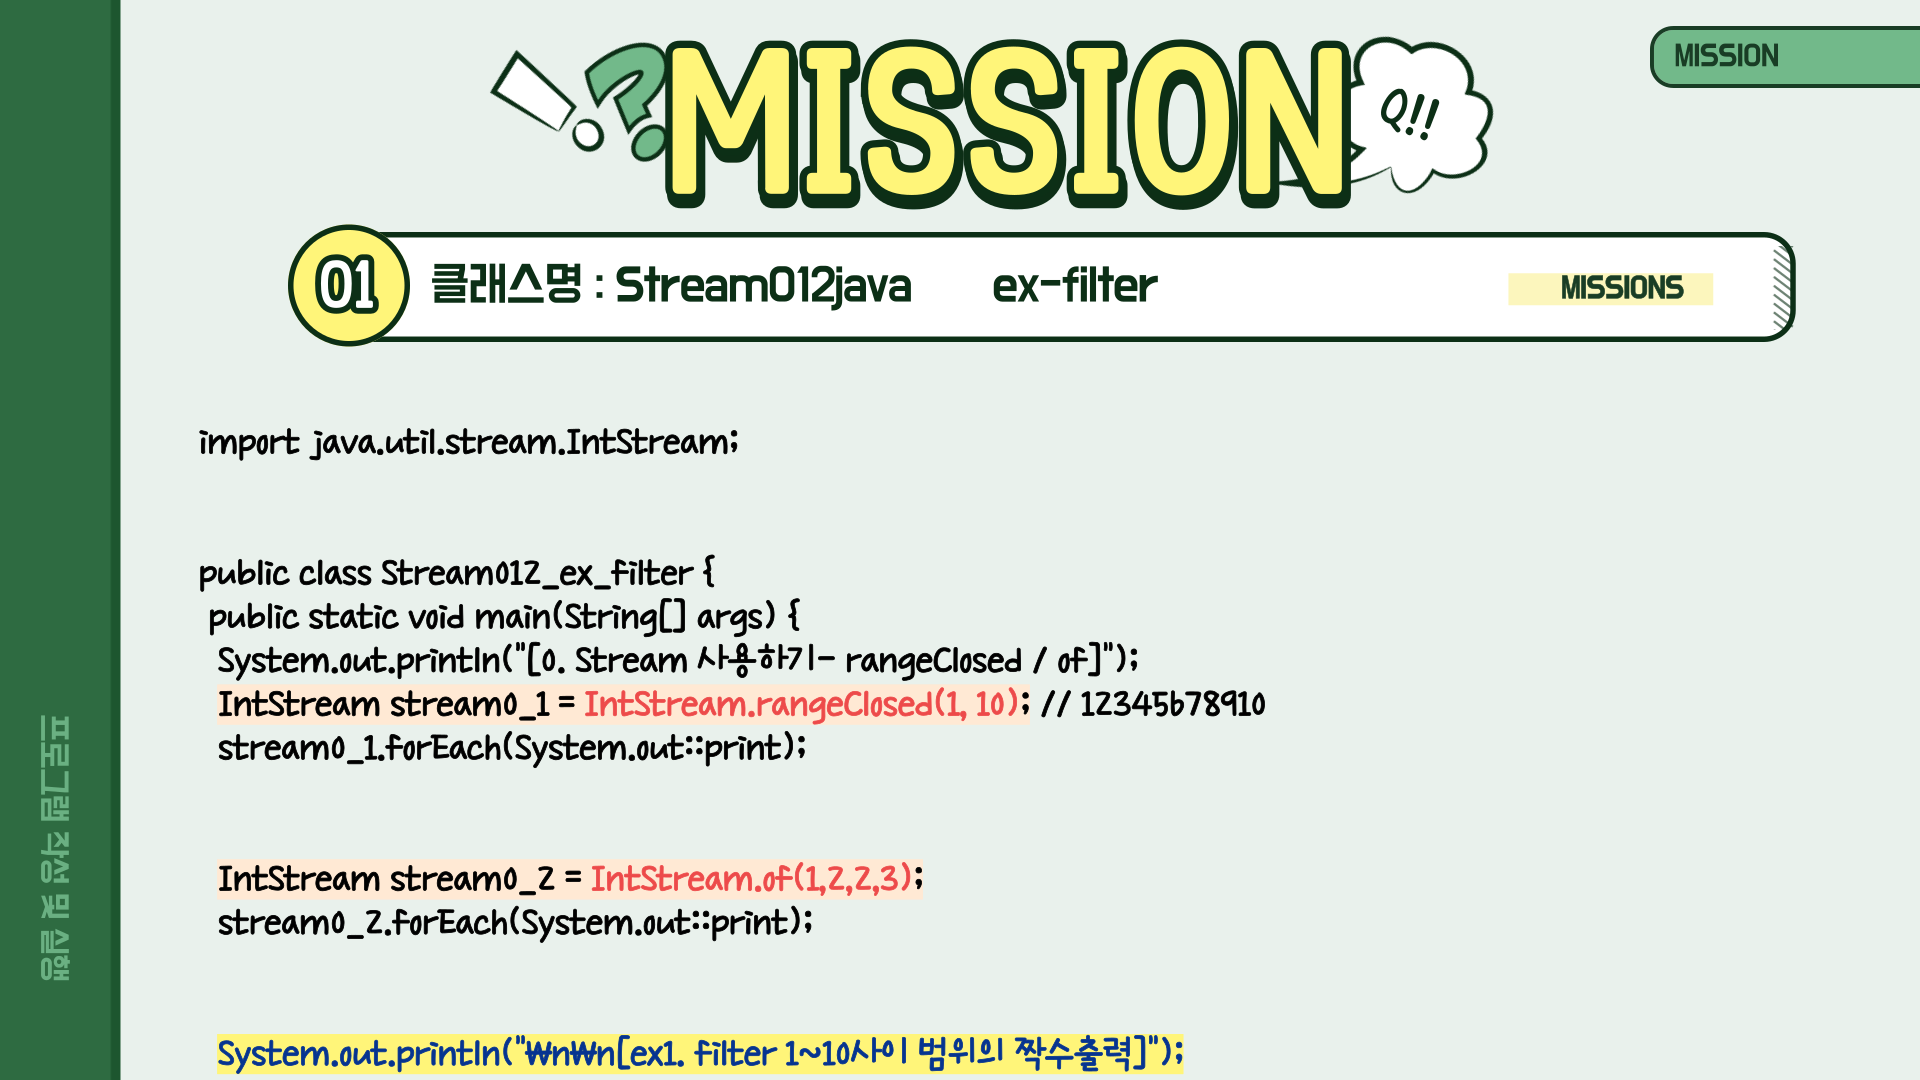 !?MISSION
Q!!
MISSION
01
클래스명 : Stream012java ex-filter
MISSIONS
import java.util.stream.IntStream;
public class Stream012_ex_filter {
public static void main(String[] args) {
System.out.println("[0. Stream 사용하기- rangeClosed / of]");
IntStream stream0_1 = IntStream.rangeClosed(1, 10); // 12345678910
stream0_1.forEach(System.out::print);
IntStream stream0_2 = IntStream.of(1,2,2,3);
stream0_2.forEach(System.out::print);
System.out.println("₩n₩n[ex1. filter 1~10사이 범위의 짝수출력]");
프로그램 작성 및 실행